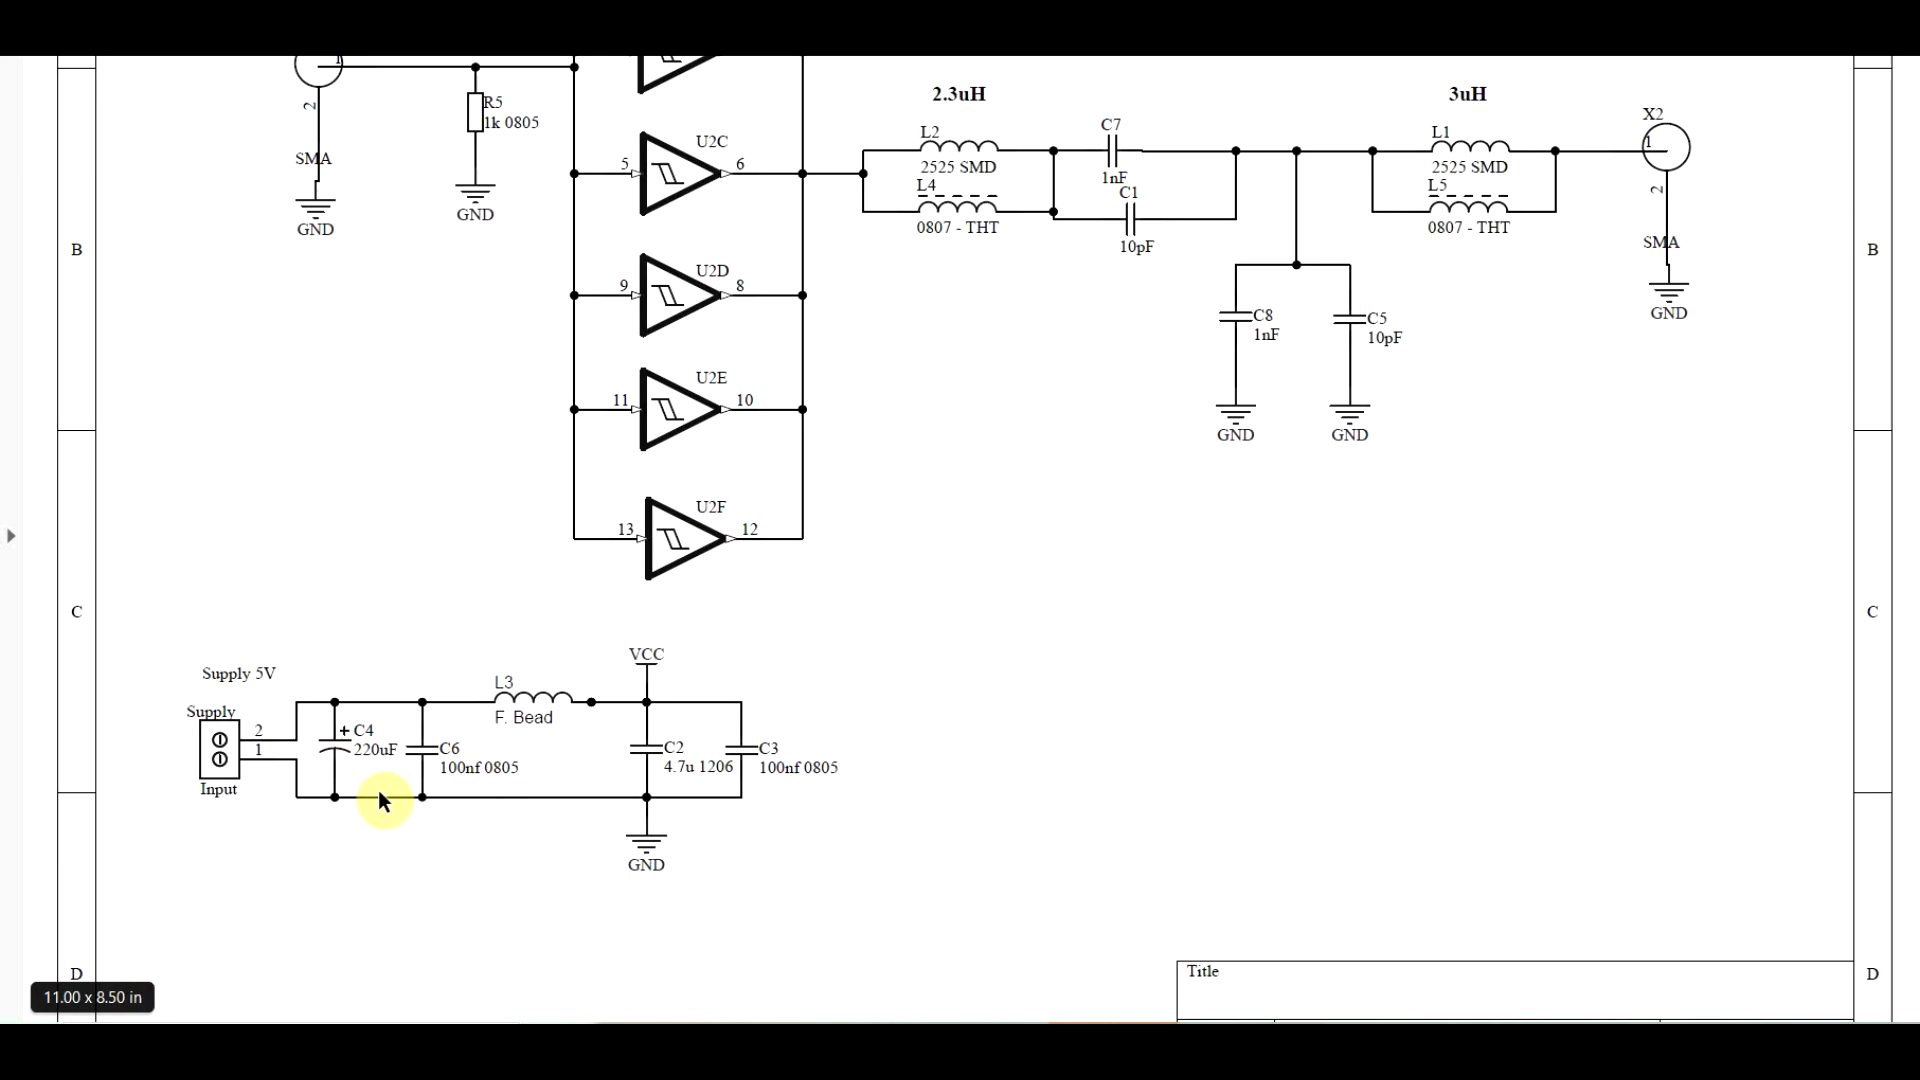 1
2
SMA
GND
R5
1k 0805
GND
U2C
5
6
U2D
9
8
U2E
11
10
U2F
13
12
2.3uH
L2
2525 SMD
L4
0807 - THT
C7
1nF
C1
10pF
3uH
L1
2525 SMD
L5
0807 - THT
X2
1
2
SMA
GND
C8
1nF
GND
C5
10pF
GND
B
B
C
C
Supply 5V
Supply
2
1
Input
+ C4
220uF
C6
100nf 0805
L3
F. Bead
VCC
C2
4.7u 1206
C3
100nf 0805
GND
D
D
11.00 x 8.50 in
Title